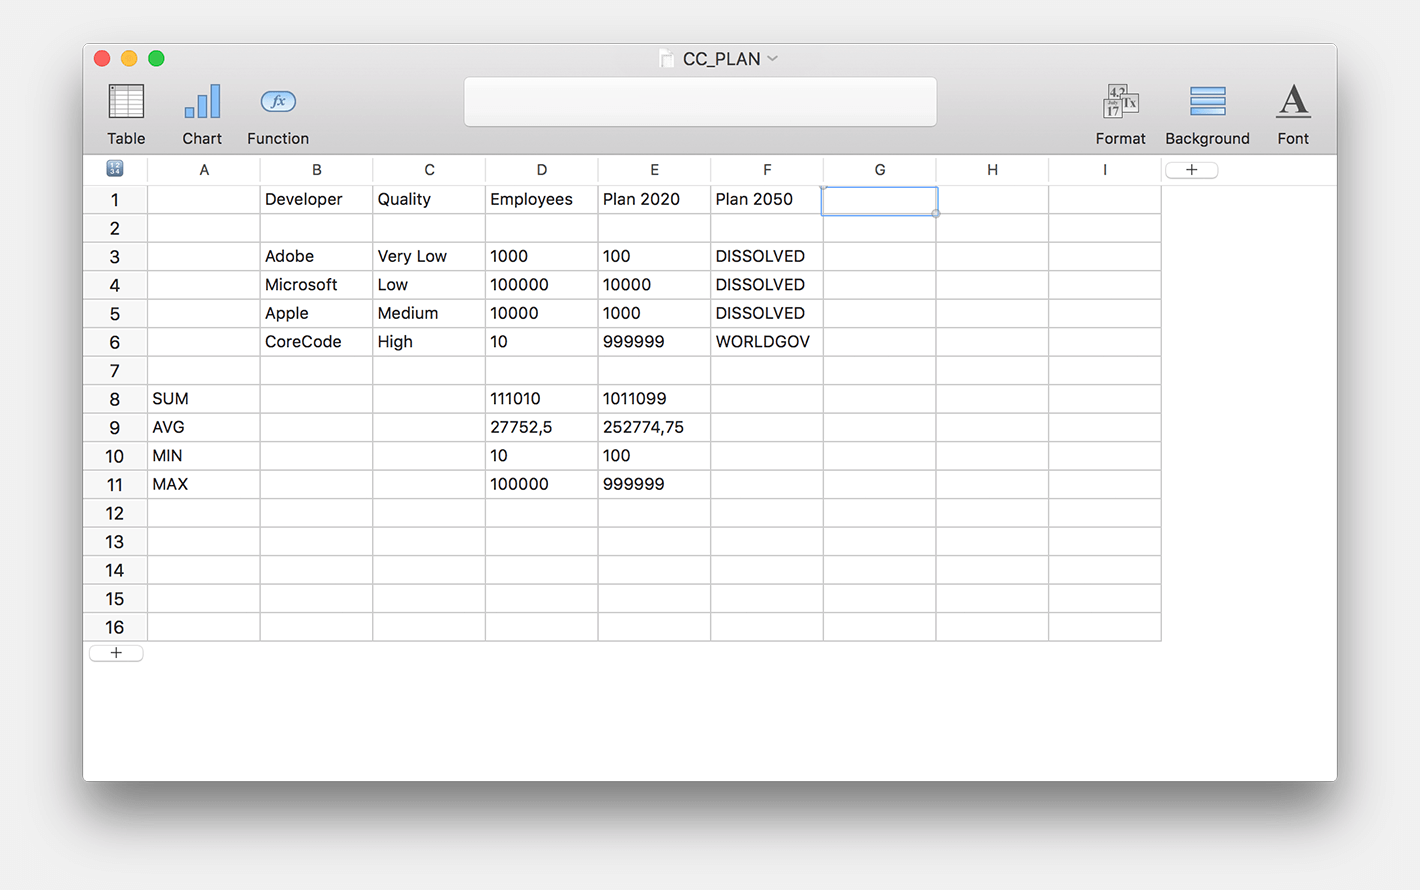 CC_PLAN
Table Chart Function Format Background Font
A B C D E F G H I +
1 Developer Quality Employees Plan 2020 Plan 2050
2
3 Adobe Very Low 1000 100 DISSOLVED
4 Microsoft Low 100000 10000 DISSOLVED
5 Apple Medium 10000 1000 DISSOLVED
6 CoreCode High 10 999999 WORLDGOV
7
8 SUM 111010 1011099
9 AVG 27752,5 252774,75
10 MIN 10 100
11 MAX 100000 999999
12
13
14
15
16
+